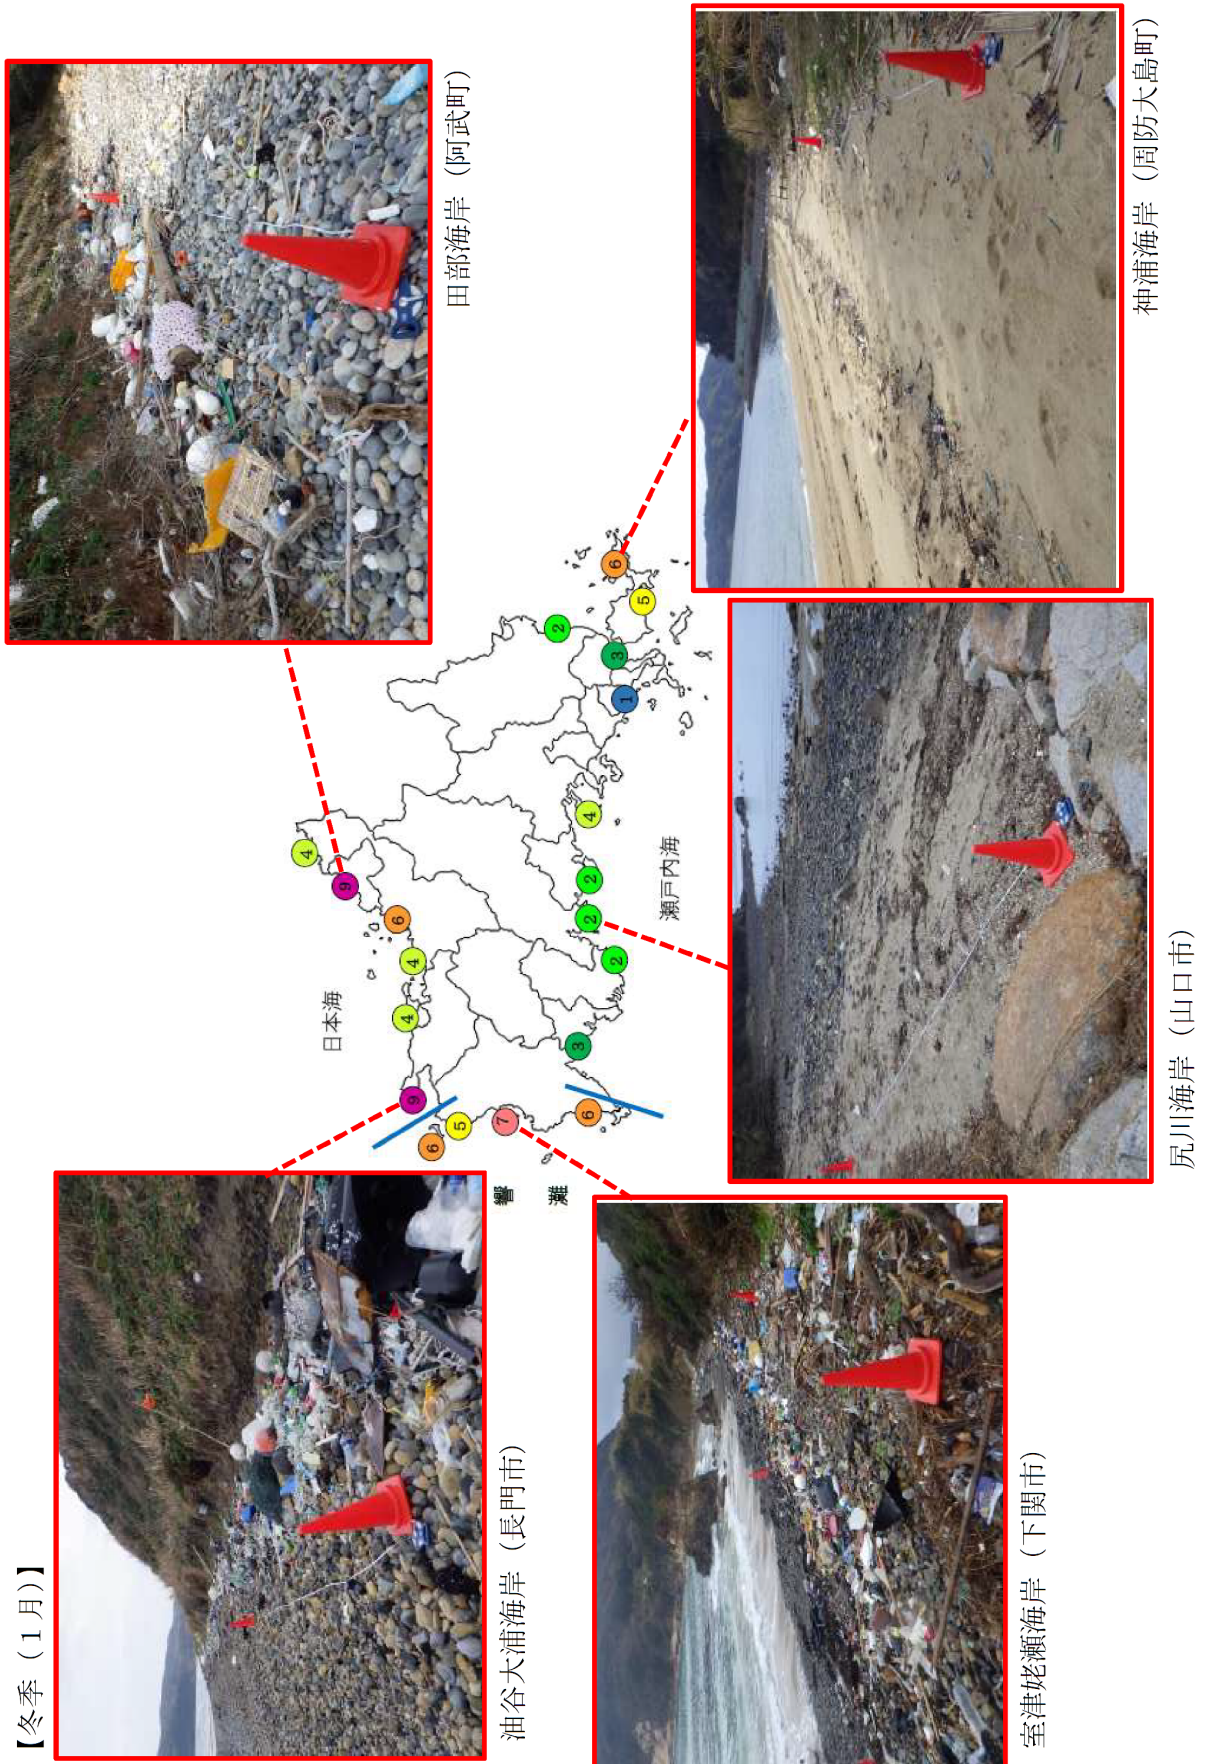 【冬季（1月）】
油谷大浦海岸（長門市）
田部海岸（阿武町）
日本海
4
9
6
4
4
9
6
5
7
響
灘
6
3
2
2
2
4
1
3
2
5
6
瀬戸内海
室津姥瀬海岸（下関市）
尻川海岸（山口市）
神浦海岸（周防大島町）